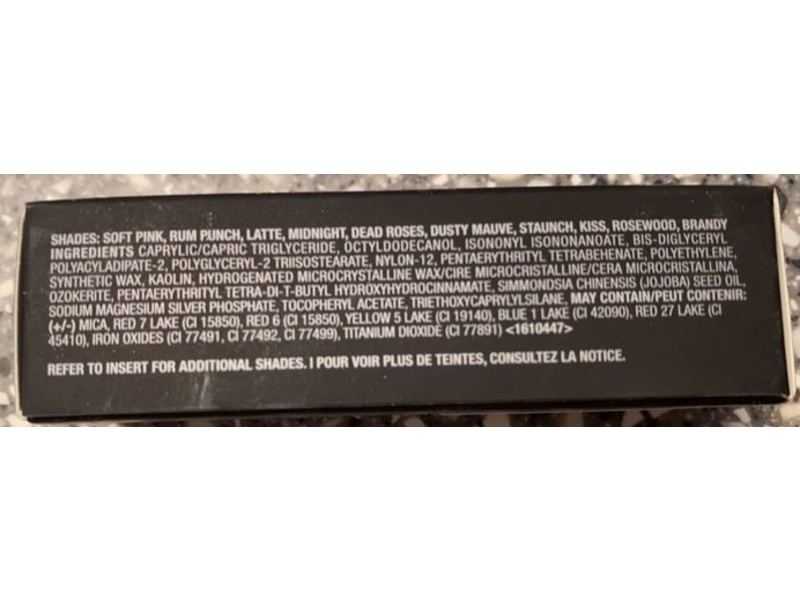 SHADES: SOFT PINK, RUM PUNCH, LATTE, MIDNIGHT, DEAD ROSES, DUSTY MAUVE, STAUNCH, KISS, ROSEWOOD, BRANDY
INGREDIENTS CAPRYLIC/CAPRIC TRIGLYCERIDE, OCTYLDODECANOL, ISONONYL ISONONANOATE, BIS-DIGLYCERYL
POLYACYLADIPATE-2, POLYGLYCERYL-2 TRIISOSTEARATE, NYLON-12, PENTAERYTHRITYL TETRABEHENATE, POLYETHYLENE,
SYNTHETIC WAX, KAOLIN, HYDROGENATED MICROCRYSTALLINE WAX/CIRE MICROCRISTALLINE/CERA MICROCRISTALLINA,
OZOKERITE, PENTAERYTHRITYL TETRA-DI-T-BUTYL HYDROXYHYDROCINNAMATE, SIMMONDSIA CHINENSIS (JOJOBA) SEED OIL,
SODIUM MAGNESIUM SILVER PHOSPHATE, TOCOPHERYL ACETATE, TRIETHOXYCAPRYLYLSILANE, MAY CONTAIN/PEUT CONTENIR:
(+/-) MICA, RED 7 LAKE (CI 15850), RED 6 (CI 15850), YELLOW 5 LAKE (CI 19140), BLUE 1 LAKE (CI 42090), RED 27 LAKE (CI
45410), IRON OXIDES (CI 77491, CI 77492, CI 77499), TITANIUM DIOXIDE (CI 77891) <1610447>
REFER TO INSERT FOR ADDITIONAL SHADES. | POUR VOIR PLUS DE TEINTES, CONSULTEZ LA NOTICE.